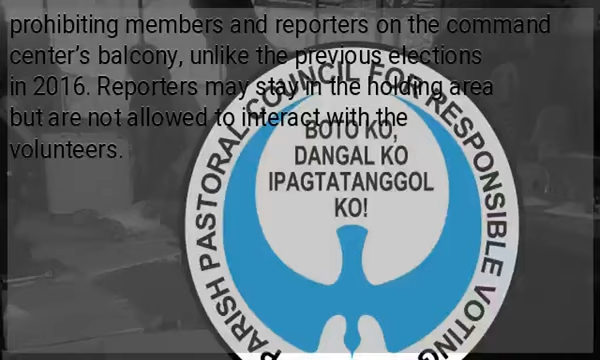 prohibiting members and reporters on the command
center's balcony, unlike the previous elections
in 2016. Reporters may stay in the holding area
but are not allowed to interact with the
volunteers.
PARISH PASTORAL COUNCIL FOR RESPONSIBLE VOTING
BOTO KO,
DANGAL KO
IPAGTATANGGOL
KO!